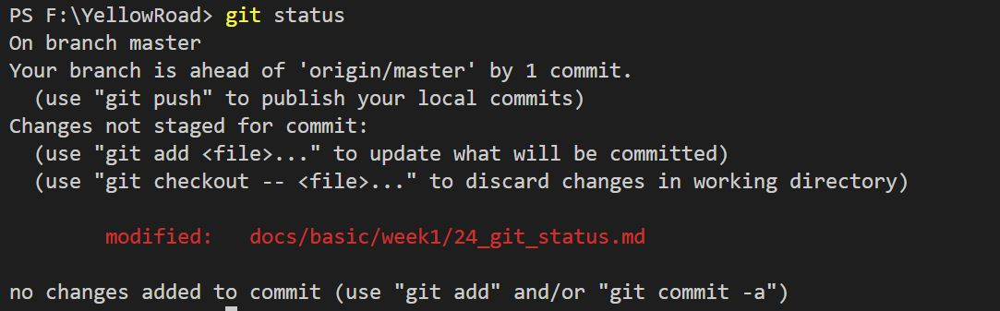 PS F:\YellowRoad> git status
On branch master
Your branch is ahead of 'origin/master' by 1 commit.
  (use "git push" to publish your local commits)
Changes not staged for commit:
  (use "git add <file>..." to update what will be committed)
  (use "git checkout -- <file>..." to discard changes in working directory)
        modified:   docs/basic/week1/24_git_status.md
no changes added to commit (use "git add" and/or "git commit -a")